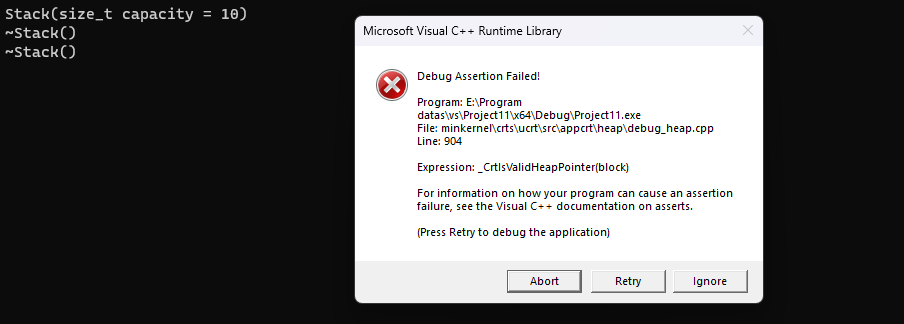 Stack(size_t capacity = 10)
~Stack()
~Stack()
Microsoft Visual C++ Runtime Library
Debug Assertion Failed!
Program: E:\Program
datas\vs\Project11\x64\Debug\Project11.exe
File: minkernel\crts\ucrt\src\appcrt\heap\debug_heap.cpp
Line: 904
Expression: _CrtIsValidHeapPointer(block)
For information on how your program can cause an assertion
failure, see the Visual C++ documentation on asserts.
(Press Retry to debug the application)
Abort
Retry
Ignore